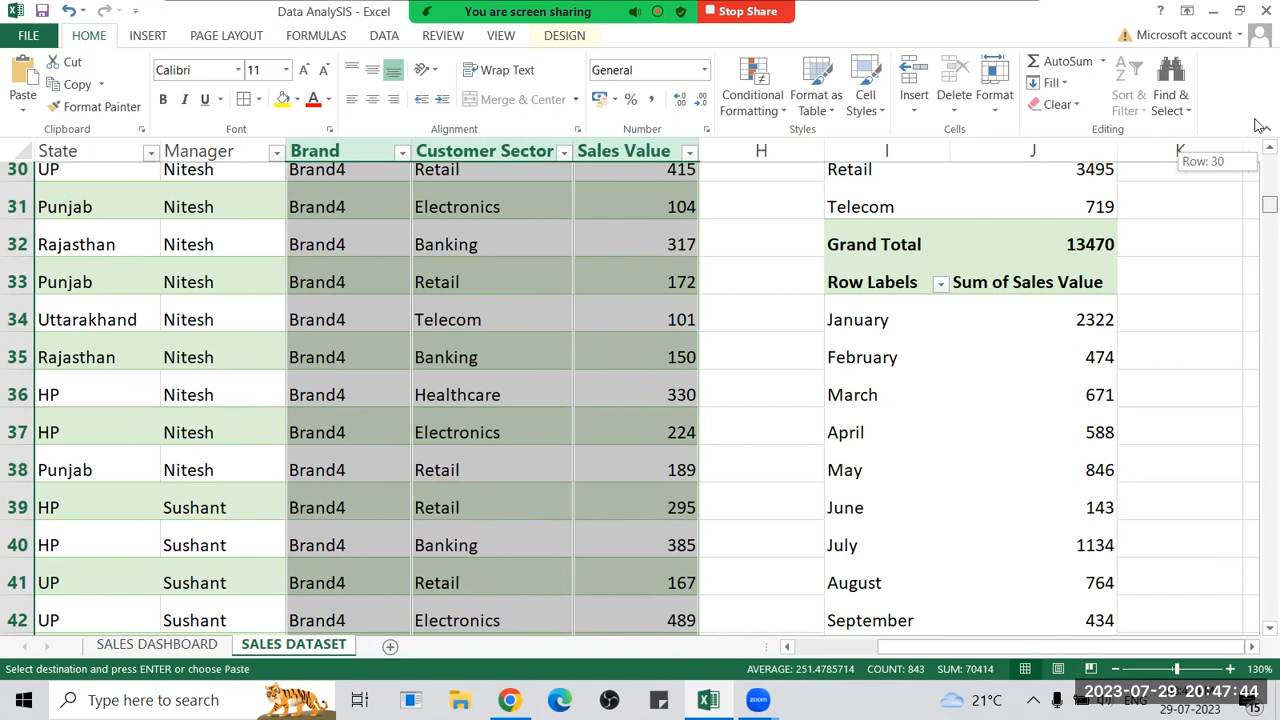 Data AnalySIS - Excel
You are screen sharing
Stop Share
FILE HOME INSERT PAGE LAYOUT FORMULAS DATA REVIEW VIEW DESIGN
Microsoft account
Paste
Cut
Copy
Format Painter
Clipboard
Calibri 11
B I U
Font
Wrap Text
Merge & Center
Alignment
General
%
Number
Conditional Formatting
Format as Table
Cell Styles
Styles
Insert Delete Format
Cells
AutoSum
Fill
Clear
Sort & Filter
Find & Select
Editing
State Manager Brand Customer Sector Sales Value H I J K
Row: 30
30 UP Nitesh Brand4 Retail 415 Retail 3495
31 Punjab Nitesh Brand4 Electronics 104 Telecom 719
32 Rajasthan Nitesh Brand4 Banking 317 Grand Total 13470
33 Punjab Nitesh Brand4 Retail 172 Row Labels Sum of Sales Value
34 Uttarakhand Nitesh Brand4 Telecom 101 January 2322
35 Rajasthan Nitesh Brand4 Banking 150 February 474
36 HP Nitesh Brand4 Healthcare 330 March 671
37 HP Nitesh Brand4 Electronics 224 April 588
38 Punjab Nitesh Brand4 Retail 189 May 846
39 HP Sushant Brand4 Retail 295 June 143
40 HP Sushant Brand4 Banking 385 July 1134
41 UP Sushant Brand4 Retail 167 August 764
42 UP Sushant Brand4 Electronics 489 September 434
SALES DASHBOARD SALES DATASET
Select destination and press ENTER or choose Paste AVERAGE: 251.4785714 COUNT: 843 SUM: 70414 130%
Type here to search
zoom
21°C
ENG
2023-07-29 20:47:44
29-07-2023
15